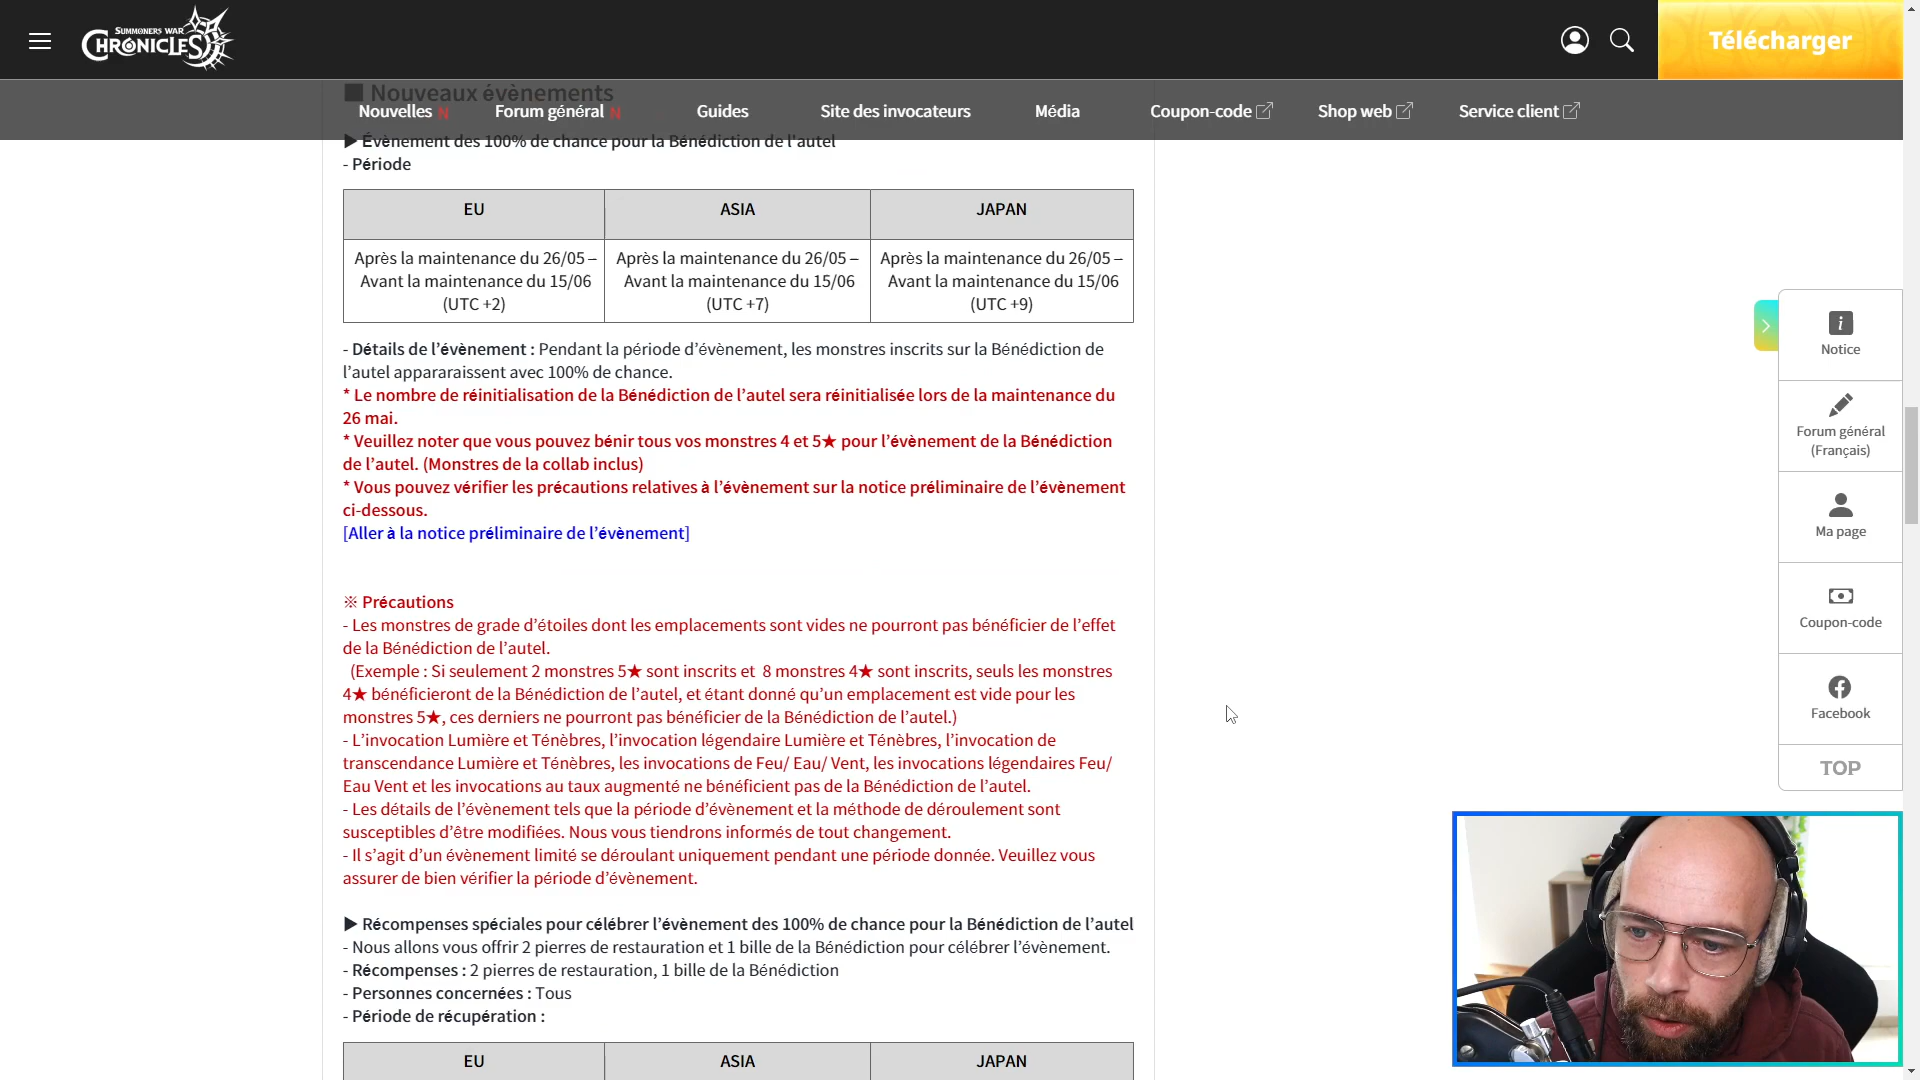 SUMMONERS WAR
CHRONICLES
Télécharger
■ Nouveaux évènements
Nouvelles N
Forum général N
Guides
Site des invocateurs
Média
Coupon-code
Shop web
Service client
▶ Évènement des 100% de chance pour la Bénédiction de l'autel
- Période
EU
ASIA
JAPAN
Après la maintenance du 26/05 –
Avant la maintenance du 15/06
(UTC +2)
Après la maintenance du 26/05 –
Avant la maintenance du 15/06
(UTC +7)
Après la maintenance du 26/05 –
Avant la maintenance du 15/06
(UTC +9)
- Détails de l’évènement : Pendant la période d’évènement, les monstres inscrits sur la Bénédiction de
l’autel appararaissent avec 100% de chance.
* Le nombre de réinitialisation de la Bénédiction de l’autel sera réinitialisée lors de la maintenance du
26 mai.
* Veuillez noter que vous pouvez bénir tous vos monstres 4 et 5★ pour l’évènement de la Bénédiction
de l’autel. (Monstres de la collab inclus)
* Vous pouvez vérifier les précautions relatives à l’évènement sur la notice préliminaire de l’évènement
ci-dessous.
[Aller à la notice préliminaire de l’évènement]
※ Précautions
- Les monstres de grade d’étoiles dont les emplacements sont vides ne pourront pas bénéficier de l’effet
de la Bénédiction de l’autel.
(Exemple : Si seulement 2 monstres 5★ sont inscrits et 8 monstres 4★ sont inscrits, seuls les monstres
4★ bénéficieront de la Bénédiction de l’autel, et étant donné qu’un emplacement est vide pour les
monstres 5★, ces derniers ne pourront pas bénéficier de la Bénédiction de l’autel.)
- L’invocation Lumière et Ténèbres, l’invocation légendaire Lumière et Ténèbres, l’invocation de
transcendance Lumière et Ténèbres, les invocations de Feu/ Eau/ Vent, les invocations légendaires Feu/
Eau Vent et les invocations au taux augmenté ne bénéficient pas de la Bénédiction de l’autel.
- Les détails de l’évènement tels que la période d’évènement et la méthode de déroulement sont
susceptibles d’être modifiées. Nous vous tiendrons informés de tout changement.
- Il s’agit d’un évènement limité se déroulant uniquement pendant une période donnée. Veuillez vous
assurer de bien vérifier la période d’évènement.
▶ Récompenses spéciales pour célébrer l’évènement des 100% de chance pour la Bénédiction de l’autel
- Nous allons vous offrir 2 pierres de restauration et 1 bille de la Bénédiction pour célébrer l’évènement.
- Récompenses : 2 pierres de restauration, 1 bille de la Bénédiction
- Personnes concernées : Tous
- Période de récupération :
EU
ASIA
JAPAN
Notice
Forum général
(Français)
Ma page
Coupon-code
Facebook
TOP